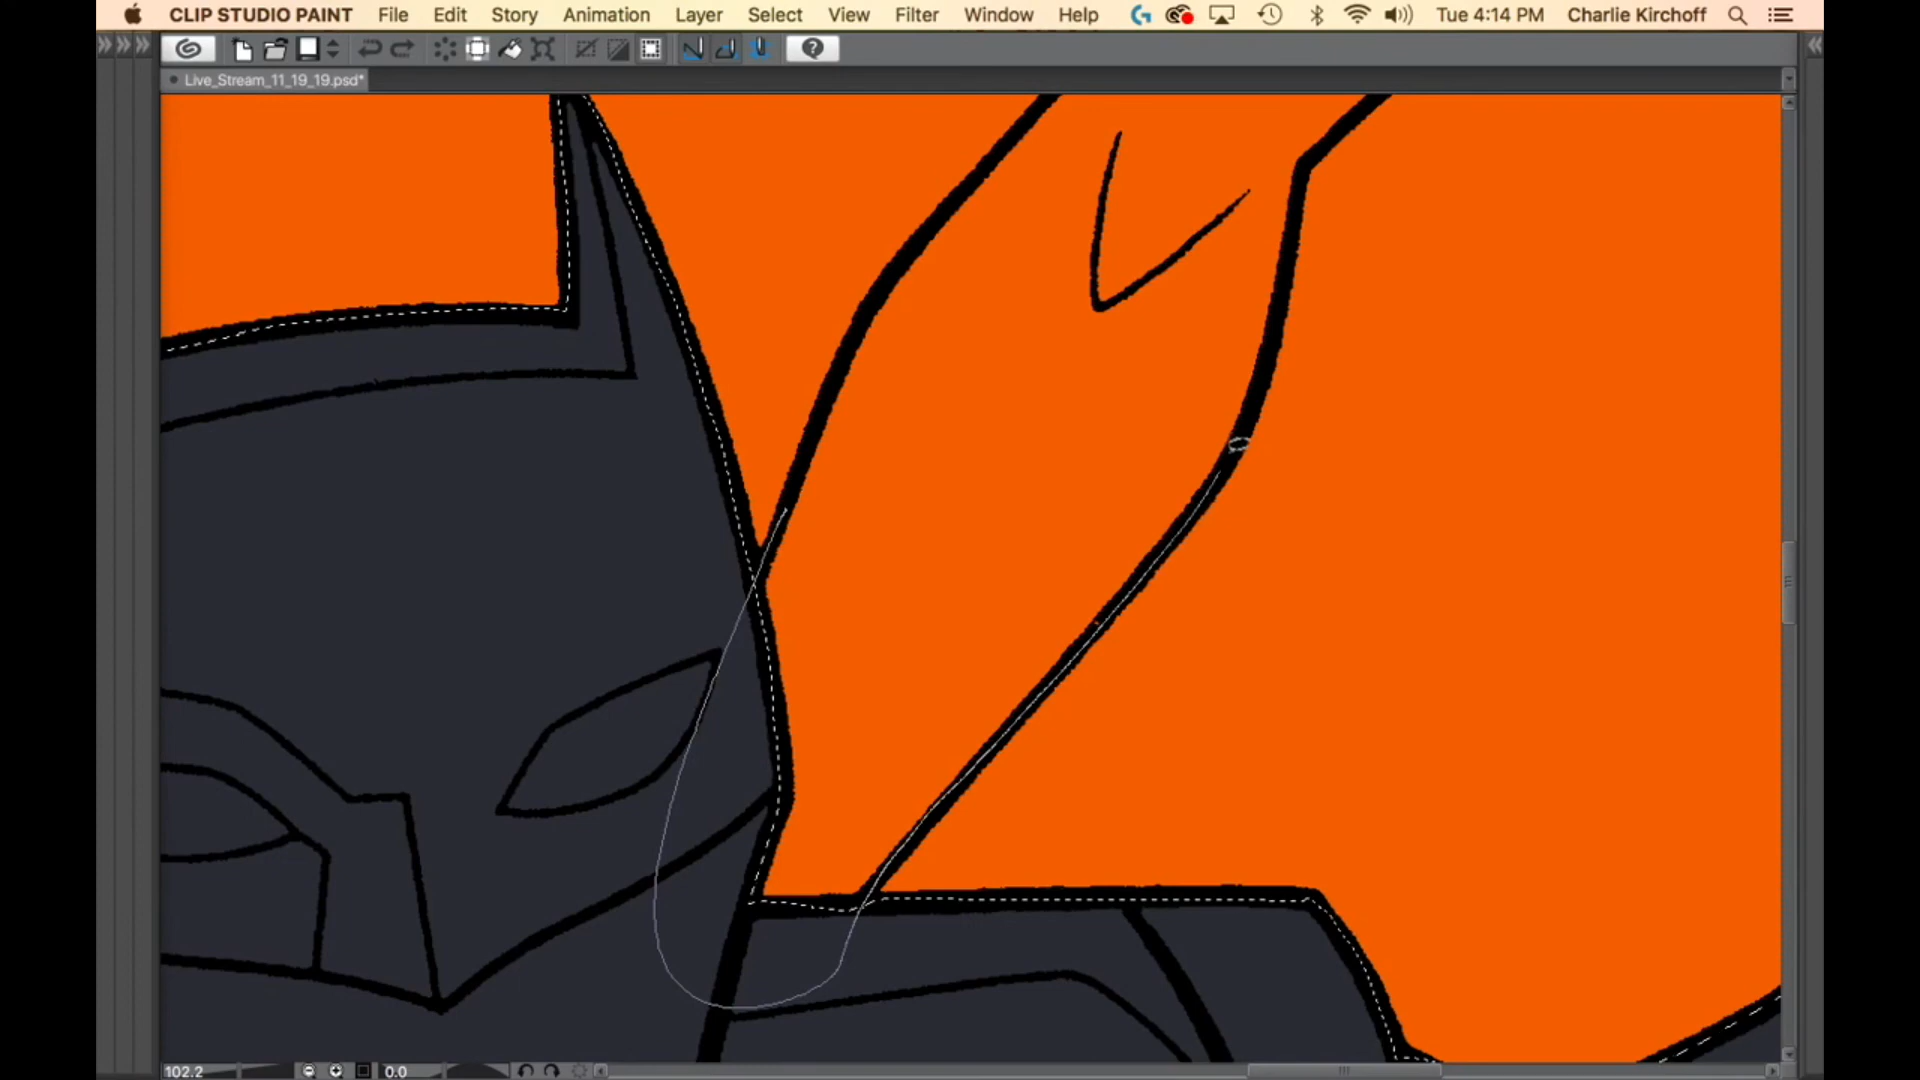 CLIP STUDIO PAINT File Edit Story Animation Layer Select View Filter Window Help Tue 4:14 PM Charlie Kirchoff
Live_Stream_11_19_19.psd*
102.2 0.0